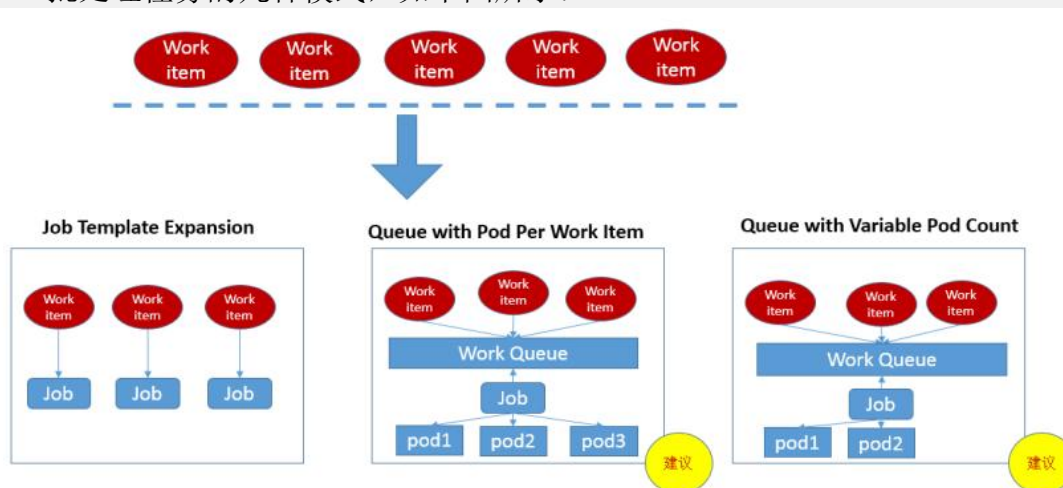 Work
item
Work
item
Work
item
Work
item
Work
item
Job Template Expansion
Queue with Pod Per Work Item
Queue with Variable Pod Count
Work
item
Work
item
Work
item
Job
Job
Job
Work
item
Work
item
Work
item
Work Queue
Job
pod1
pod2
pod3
建议
Work
item
Work
item
Work
item
Work Queue
Job
pod1
pod2
建议